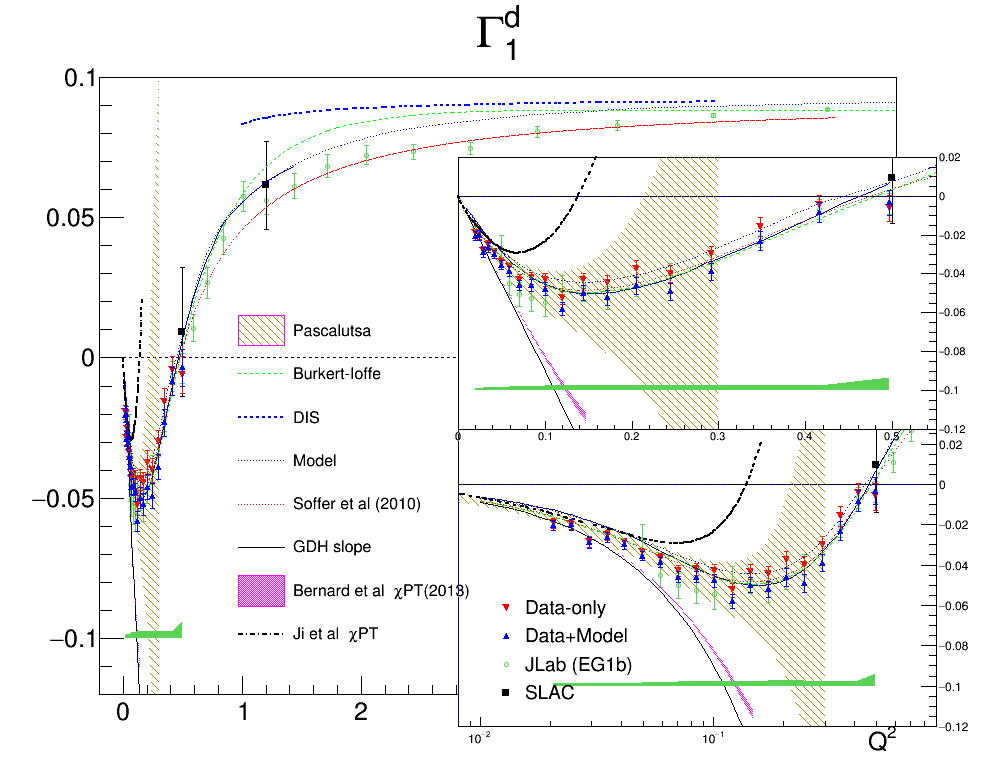 Γ₁ᵈ
0.1
0.05
0
−0.05
−0.1
0 1 2
Pascalutsa
Burkert-Ioffe
DIS
Model
Soffer et al (2010)
GDH slope
Bernard et al χPT(2013)
Ji et al χPT
0.02
0
−0.02
−0.04
−0.06
−0.08
−0.1
−0.12
0 0.1 0.2 0.3 0.4 0.5
0.02
0
−0.02
−0.04
−0.06
−0.08
−0.1
−0.12
Data-only
Data+Model
JLab (EG1b)
SLAC
10⁻² 10⁻¹
Q²